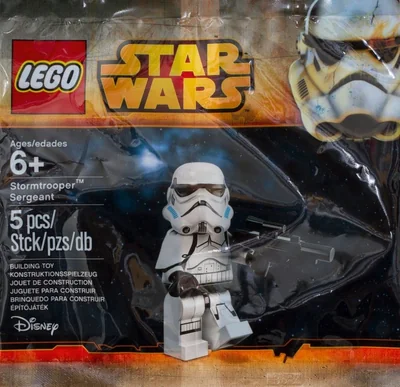 LEGO
STAR
WARS
Ages/edades
6+
Stormtrooper™
Sergeant
5 pcs/
Stck/pzs/db
BUILDING TOY
KONSTRUKTIONSSPIELZEUG
JOUET DE CONSTRUCTION
JUGUETE PARA CONSTRUIR
BRINQUEDO PARA CONSTRUIR
ÉPÍTŐJÁTÉK
Disney